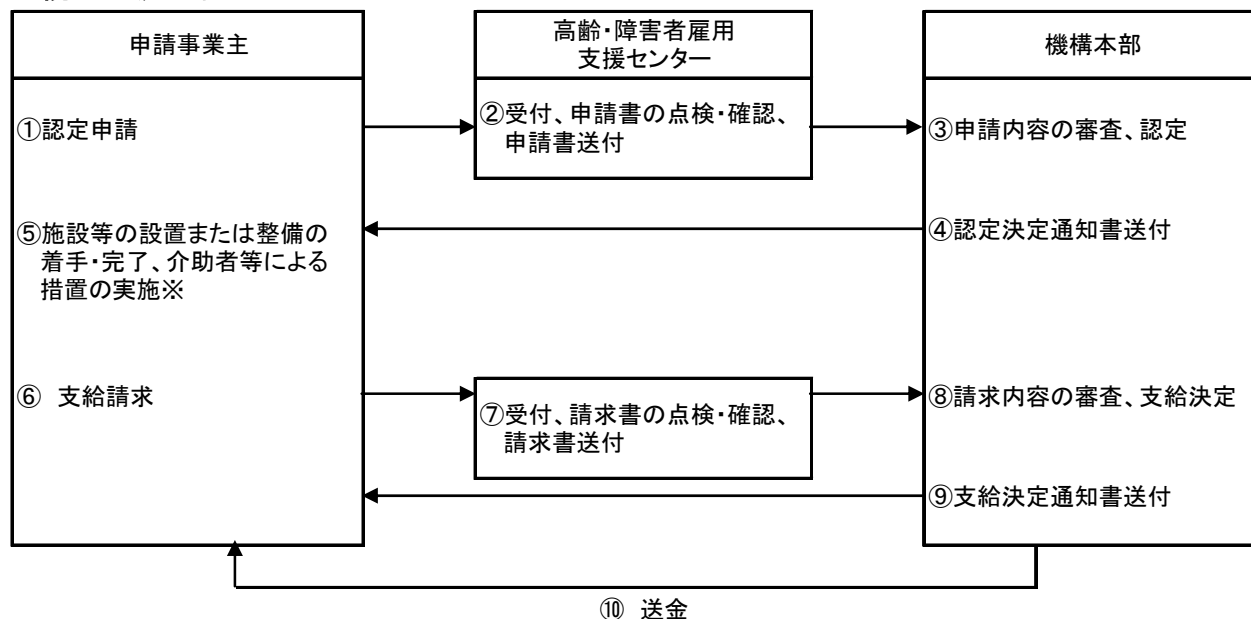 申請事業主
高齢・障害者雇用
支援センター
機構本部
①認定申請
②受付、申請書の点検・確認、
申請書送付
③申請内容の審査、認定
④認定決定通知書送付
⑤施設等の設置または整備の
着手・完了、介助者等による
措置の実施※
⑥ 支給請求
⑦受付、請求書の点検・確認、
請求書送付
⑧請求内容の審査、支給決定
⑨支給決定通知書送付
⑩ 送金